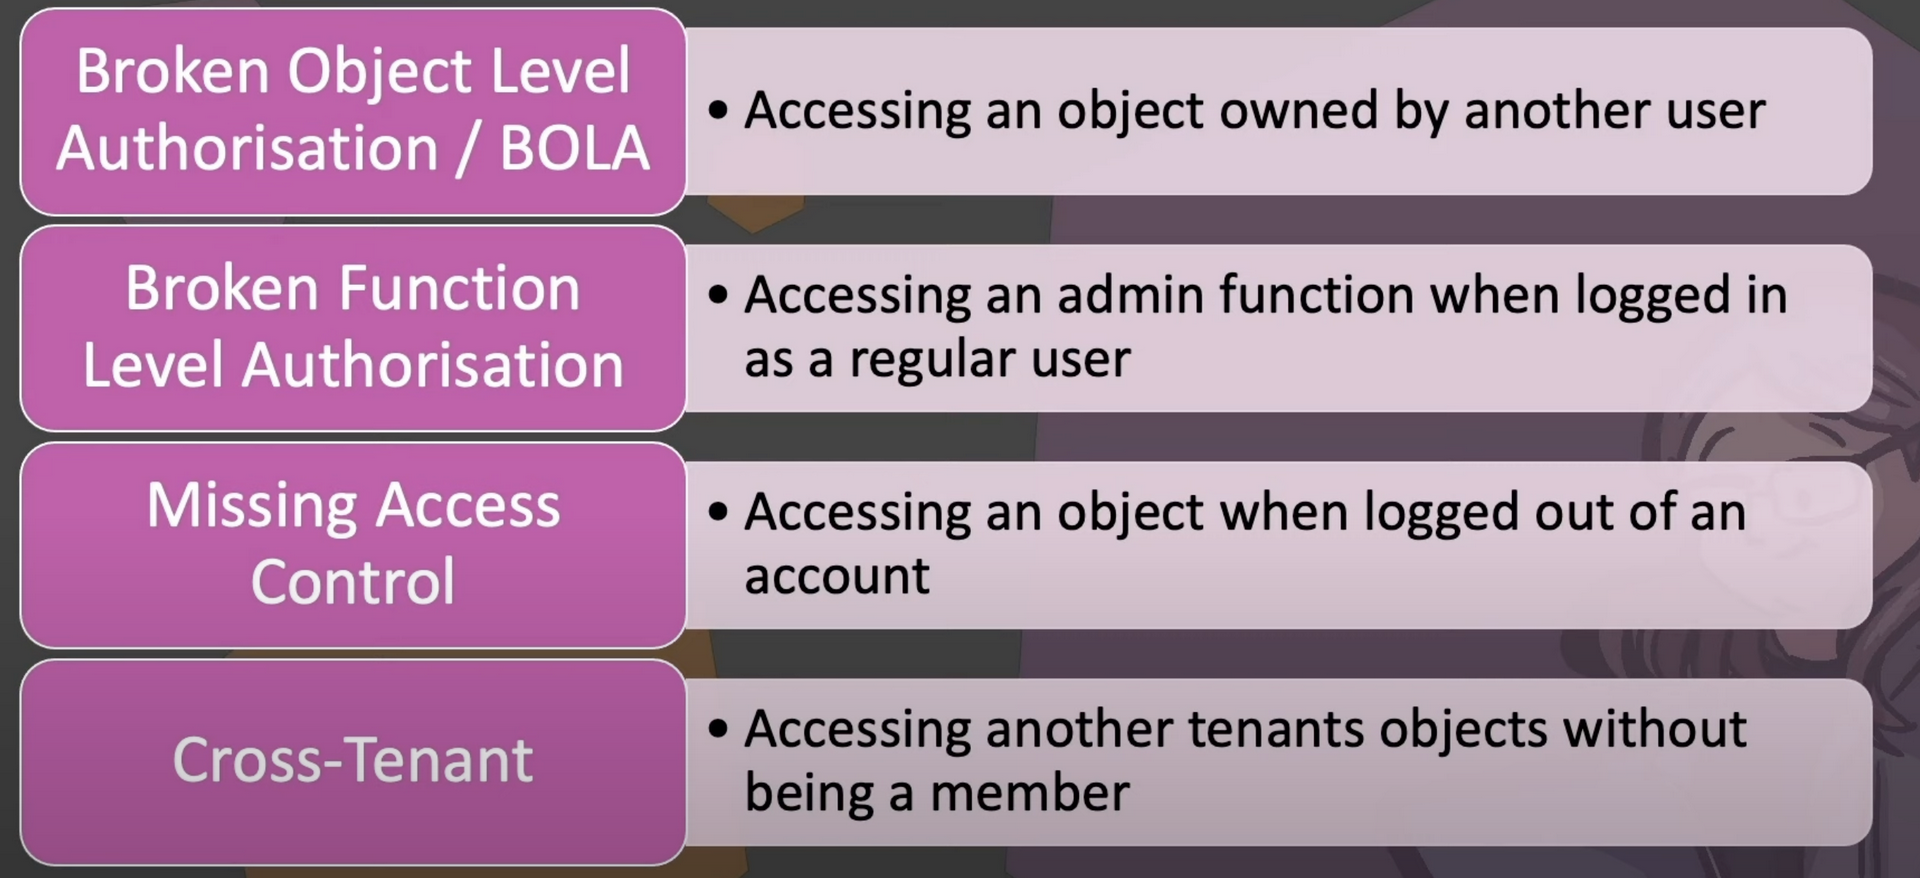 Broken Object Level
Authorisation / BOLA
• Accessing an object owned by another user
Broken Function
Level Authorisation
• Accessing an admin function when logged in
as a regular user
Missing Access
Control
• Accessing an object when logged out of an
account
Cross-Tenant
• Accessing another tenants objects without
being a member